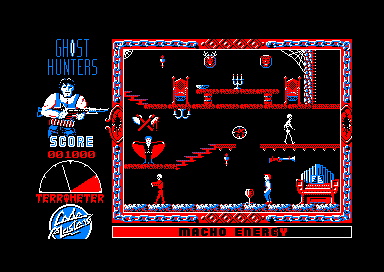 GHOST
HUNTERS
SCORE
001000
TERROMETER
Code
Masters
MACHO ENERGY